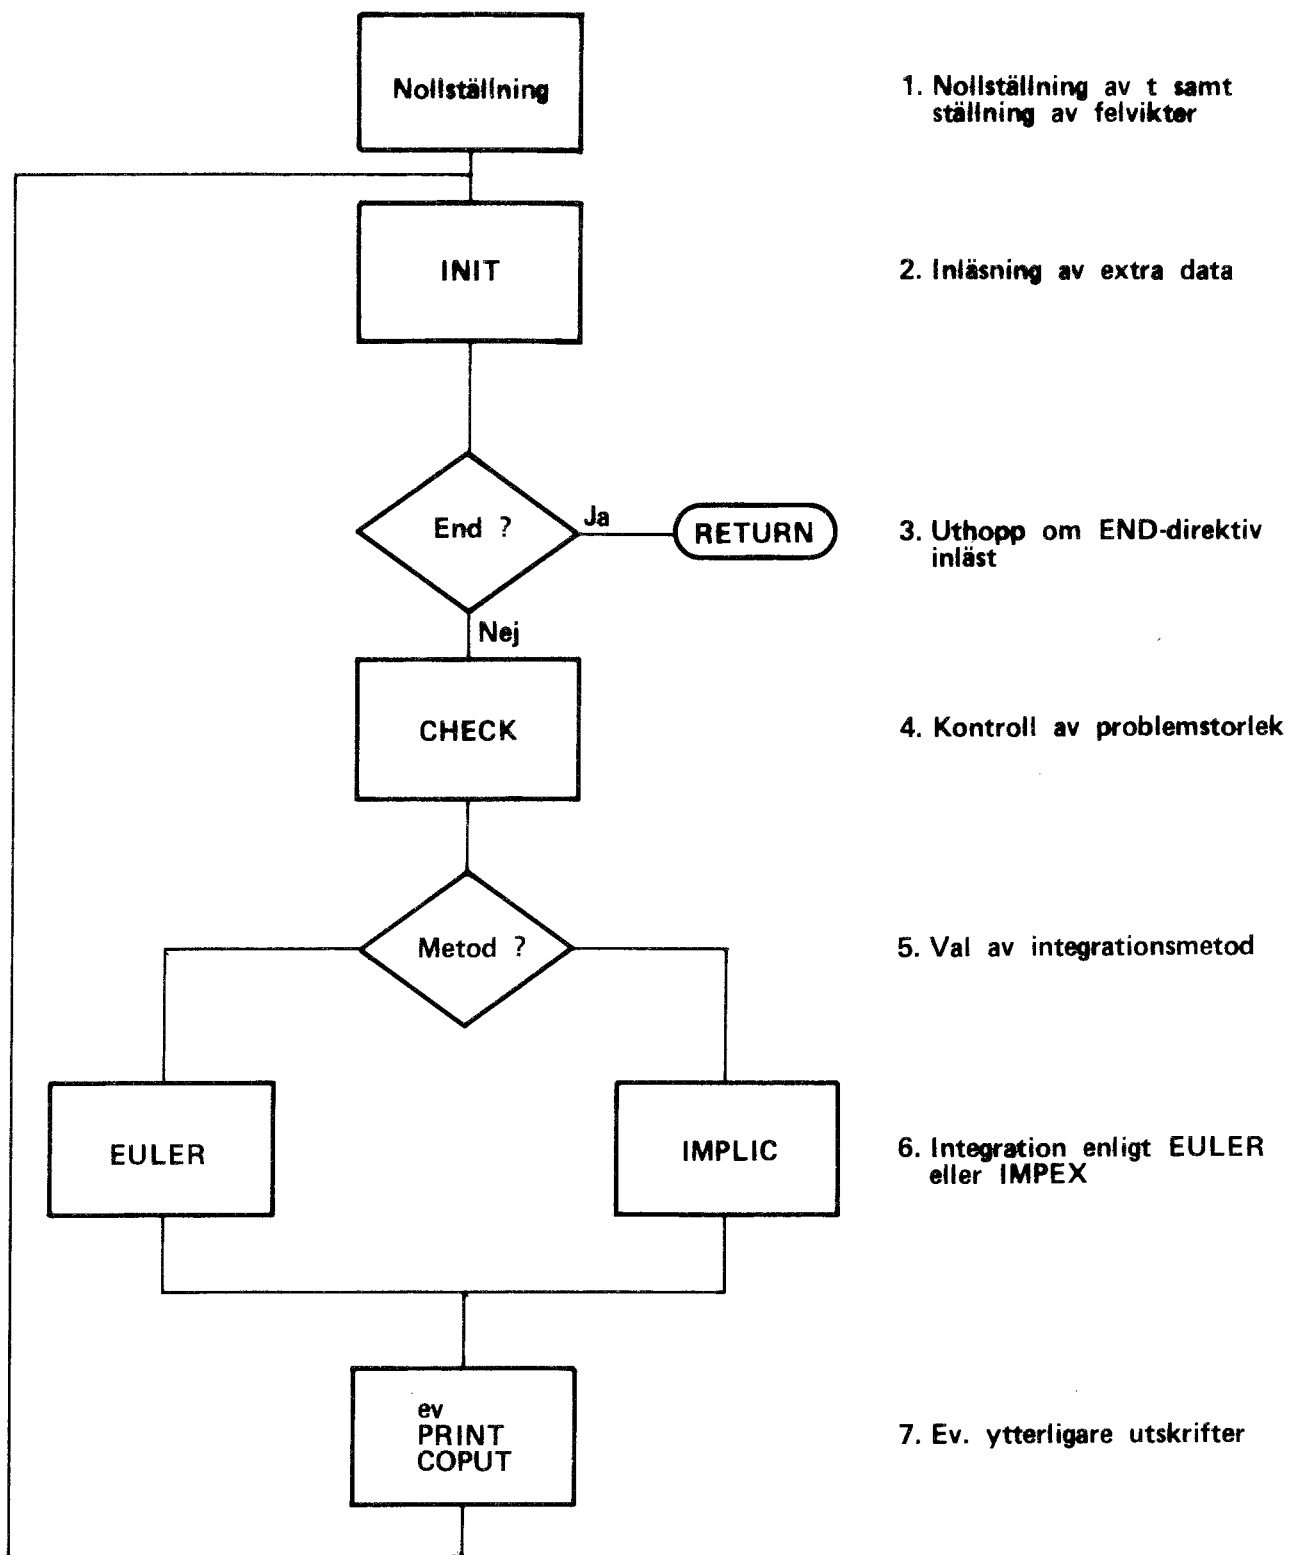 Nollställning
1. Nollställning av t samt
ställning av felvikter
INIT
2. Inläsning av extra data
End ?
Ja
RETURN
3. Uthopp om END-direktiv
inläst
Nej
CHECK
4. Kontroll av problemstorlek
Metod ?
5. Val av integrationsmetod
EULER
IMPLIC
6. Integration enligt EULER
eller IMPEX
ev
PRINT
COPUT
7. Ev. ytterligare utskrifter